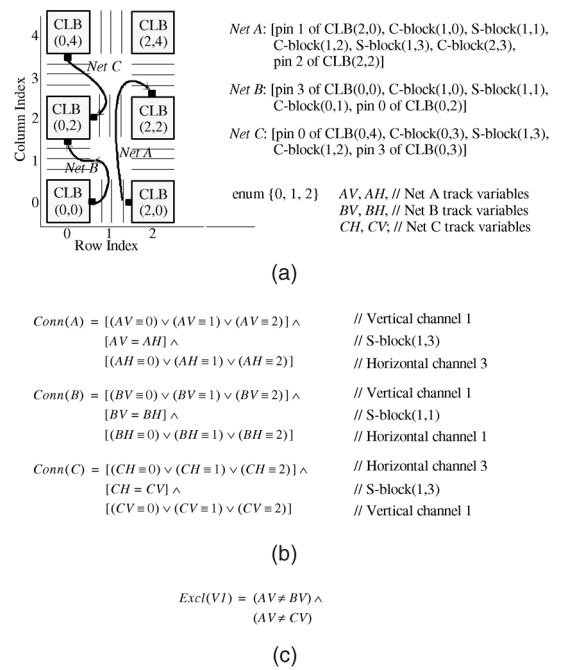 Column Index
4
3
2
1
0
CLB
(0,4)
CLB
(2,4)
Net C
CLB
(0,2)
CLB
(2,2)
Net A
Net B
CLB
(0,0)
CLB
(2,0)
0 1 2
Row Index
Net A: [pin 1 of CLB(2,0), C-block(1,0), S-block(1,1),
C-block(1,2), S-block(1,3), C-block(2,3),
pin 2 of CLB(2,2)]
Net B: [pin 3 of CLB(0,0), C-block(1,0), S-block(1,1),
C-block(0,1), pin 0 of CLB(0,2)]
Net C: [pin 0 of CLB(0,4), C-block(0,3), S-block(1,3),
C-block(1,2), pin 3 of CLB(0,3)]
enum {0, 1, 2} AV, AH, // Net A track variables
BV, BH, // Net B track variables
CH, CV; // Net C track variables
(a)
Conn(A) = [(AV ≡ 0) ∨ (AV ≡ 1) ∨ (AV ≡ 2)] ∧ // Vertical channel 1
[AV = AH] ∧ // S-block(1,3)
[(AH ≡ 0) ∨ (AH ≡ 1) ∨ (AH ≡ 2)] // Horizontal channel 3
Conn(B) = [(BV ≡ 0) ∨ (BV ≡ 1) ∨ (BV ≡ 2)] ∧ // Vertical channel 1
[BV = BH] ∧ // S-block(1,1)
[(BH ≡ 0) ∨ (BH ≡ 1) ∨ (BH ≡ 2)] // Horizontal channel 1
Conn(C) = [(CH ≡ 0) ∨ (CH ≡ 1) ∨ (CH ≡ 2)] ∧ // Horizontal channel 3
[CH = CV] ∧ // S-block(1,3)
[(CV ≡ 0) ∨ (CV ≡ 1) ∨ (CV ≡ 2)] // Vertical channel 1
(b)
Excl(V1) = (AV ≠ BV) ∧
(AV ≠ CV)
(c)